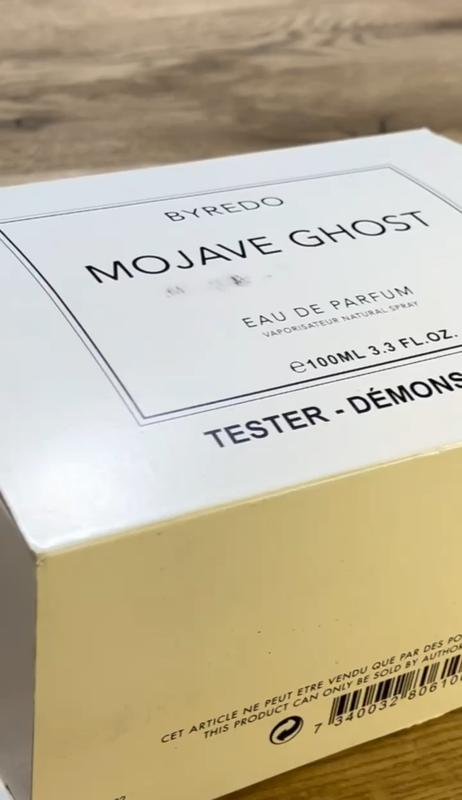 BYREDO
MOJAVE GHOST
EAU DE PARFUM
VAPORISATEUR NATURAL SPRAY
℮100ML 3.3 FL.OZ.
TESTER - DÉMONS
CET ARTICLE NE PEUT ETRE VENDU QUE PAR DES
THIS PRODUCT CAN ONLY BE SOLD BY
7 340032 80610